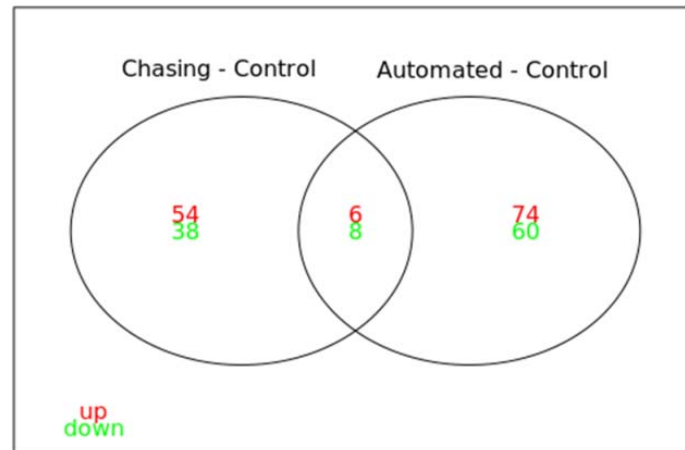 Chasing - Control Automated - Control
54 6 74
38 8 60
up
down